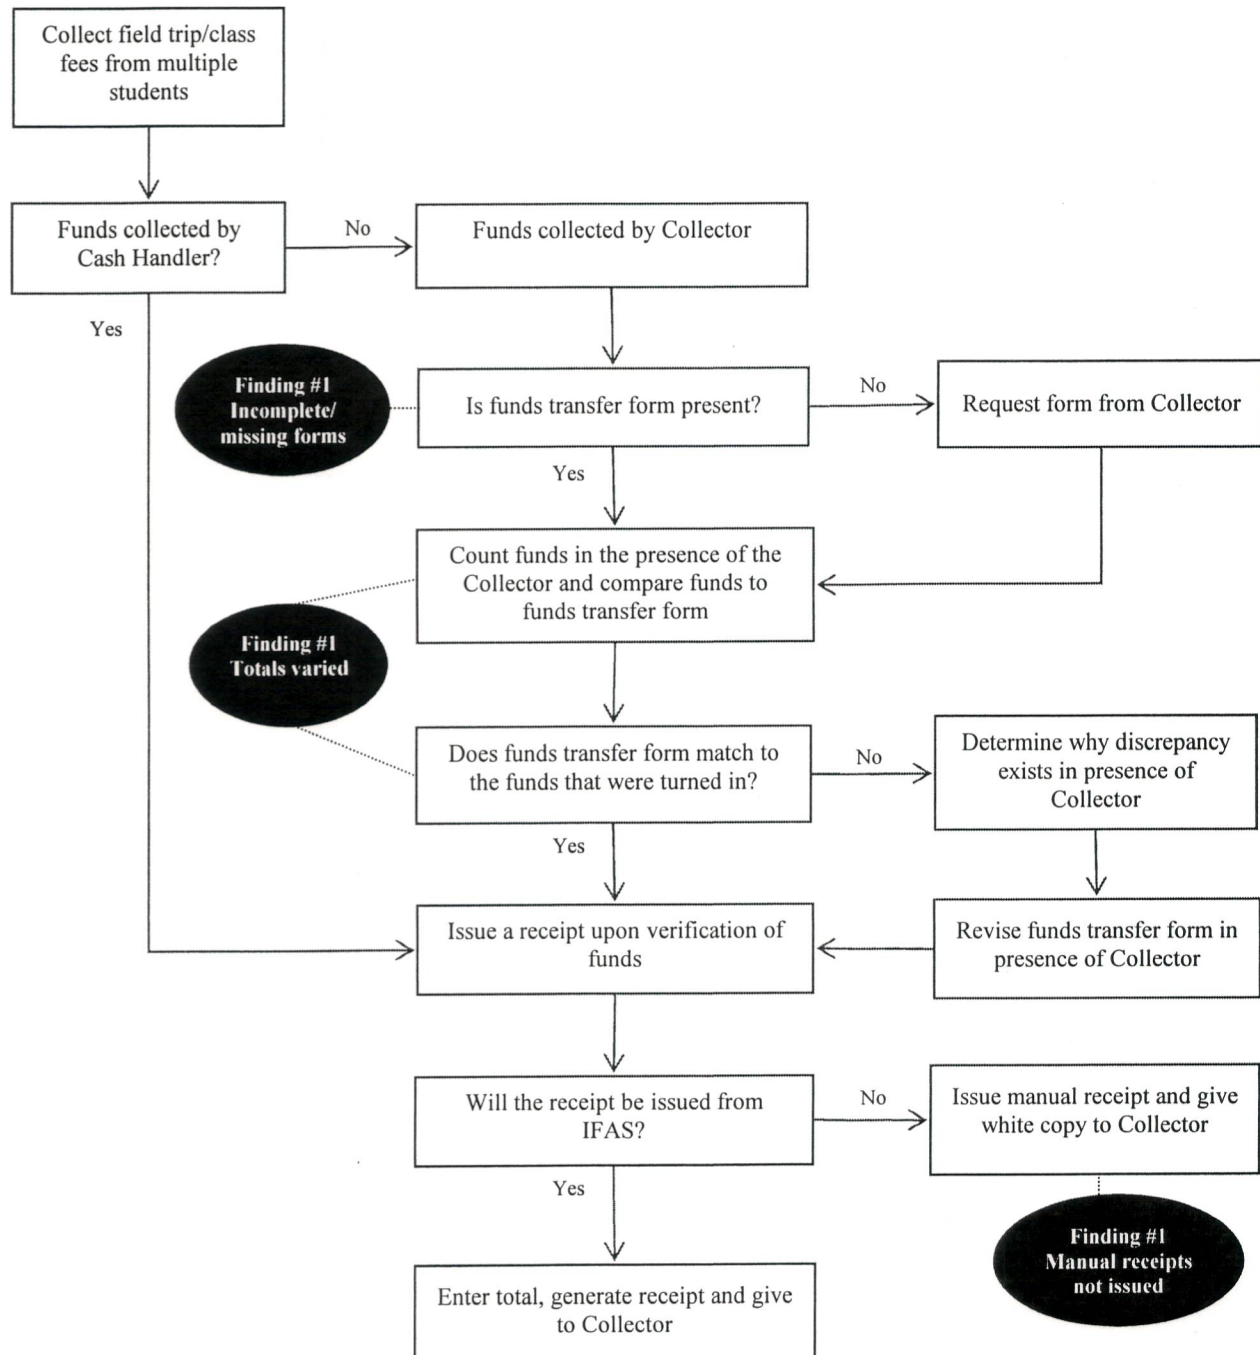 Collect field trip/class
fees from multiple
students
Funds collected by
Cash Handler?
No
Funds collected by Collector
Yes
Finding #1
Incomplete/
missing forms
Is funds transfer form present?
No
Request form from Collector
Yes
Count funds in the presence of the
Collector and compare funds to
funds transfer form
Finding #1
Totals varied
Does funds transfer form match to
the funds that were turned in?
No
Determine why discrepancy
exists in presence of
Collector
Yes
Issue a receipt upon verification of
funds
Revise funds transfer form in
presence of Collector
Will the receipt be issued from
IFAS?
No
Issue manual receipt and give
white copy to Collector
Yes
Finding #1
Manual receipts
not issued
Enter total, generate receipt and give
to Collector